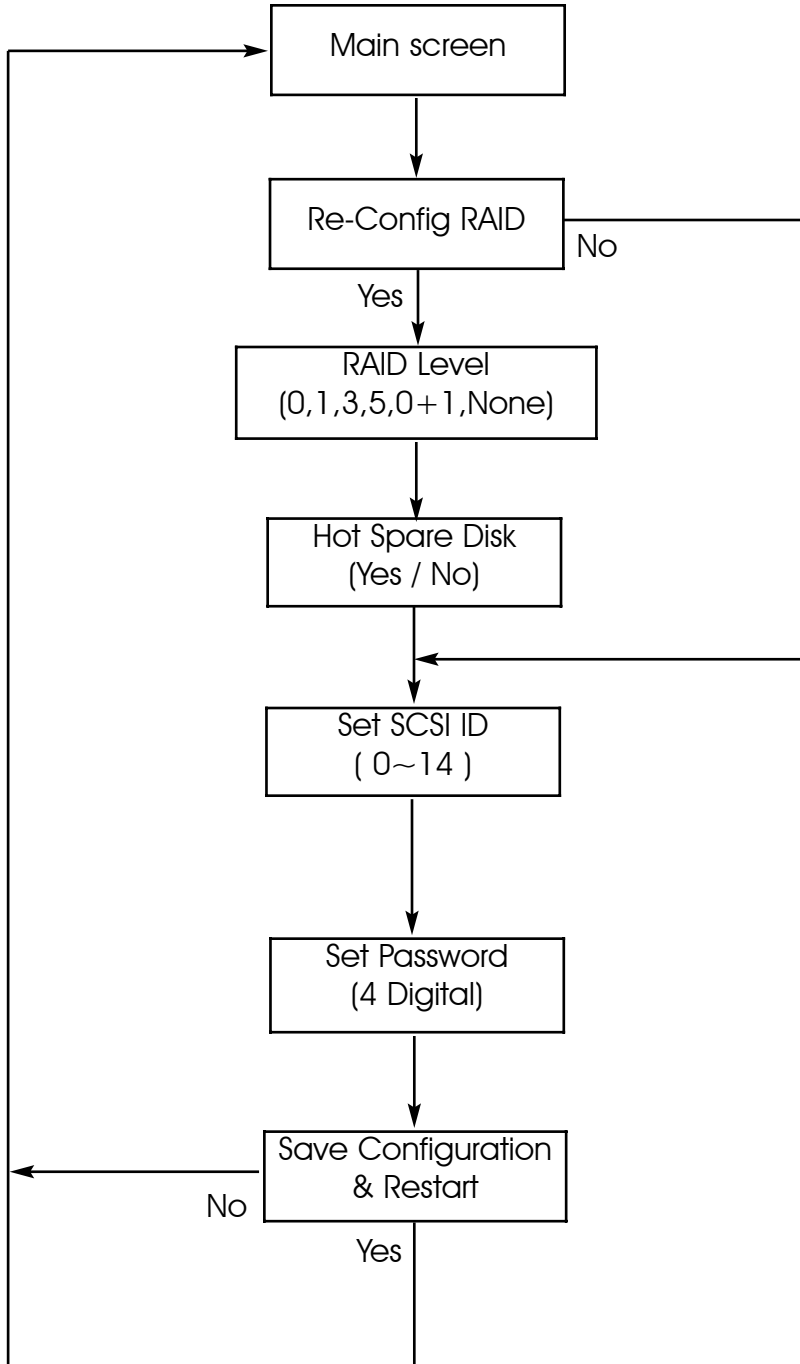 Main screen
Re-Config RAID
No
Yes
RAID Level
(0,1,3,5,0+1,None)
Hot Spare Disk
(Yes / No)
Set SCSI ID
( 0~14 )
Set Password
(4 Digital)
Save Configuration
& Restart
No
Yes